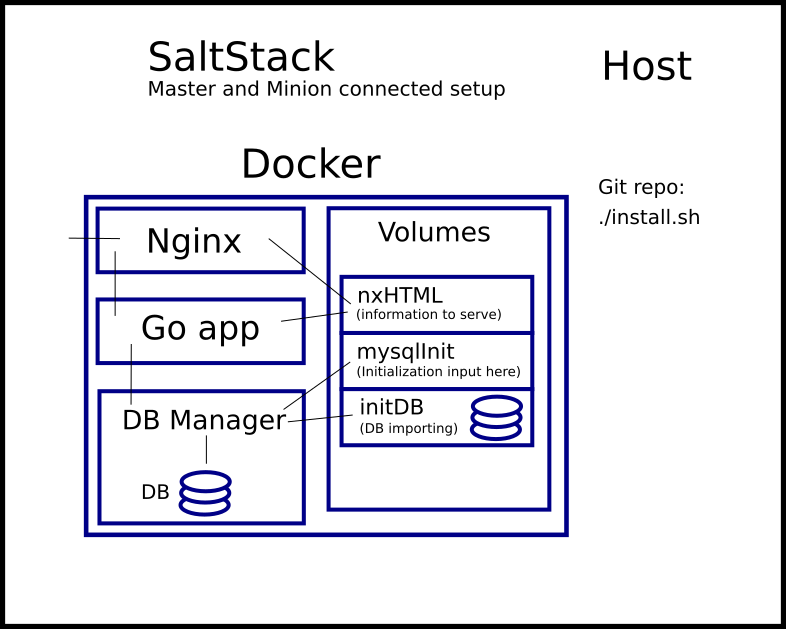 SaltStack
Master and Minion connected setup
Host
Docker
Git repo:
./install.sh
Nginx
Go app
DB Manager
DB
Volumes
nxHTML
(information to serve)
mysqlInit
(Initialization input here)
initDB
(DB importing)